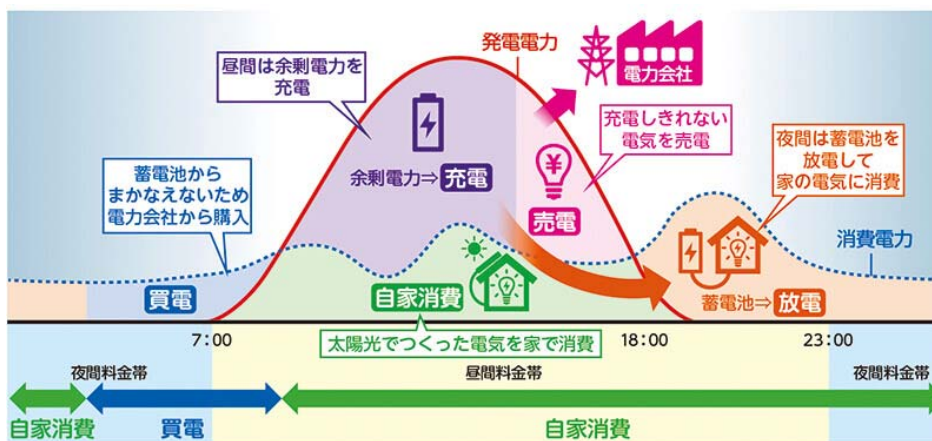 昼間は余剰電力を
充電
発電電力
電力会社
充電しきれない
電気を売電
夜間は蓄電池を
放電して
家の電気に消費
蓄電池から
まかなえないため
電力会社から購入
余剰電力⇒充電
¥
売電
消費電力
買電
自家消費
蓄電池⇒放電
太陽光でつくった電気を家で消費
7:00
18:00
23:00
夜間料金帯
昼間料金帯
夜間料金帯
自家消費
買電
自家消費